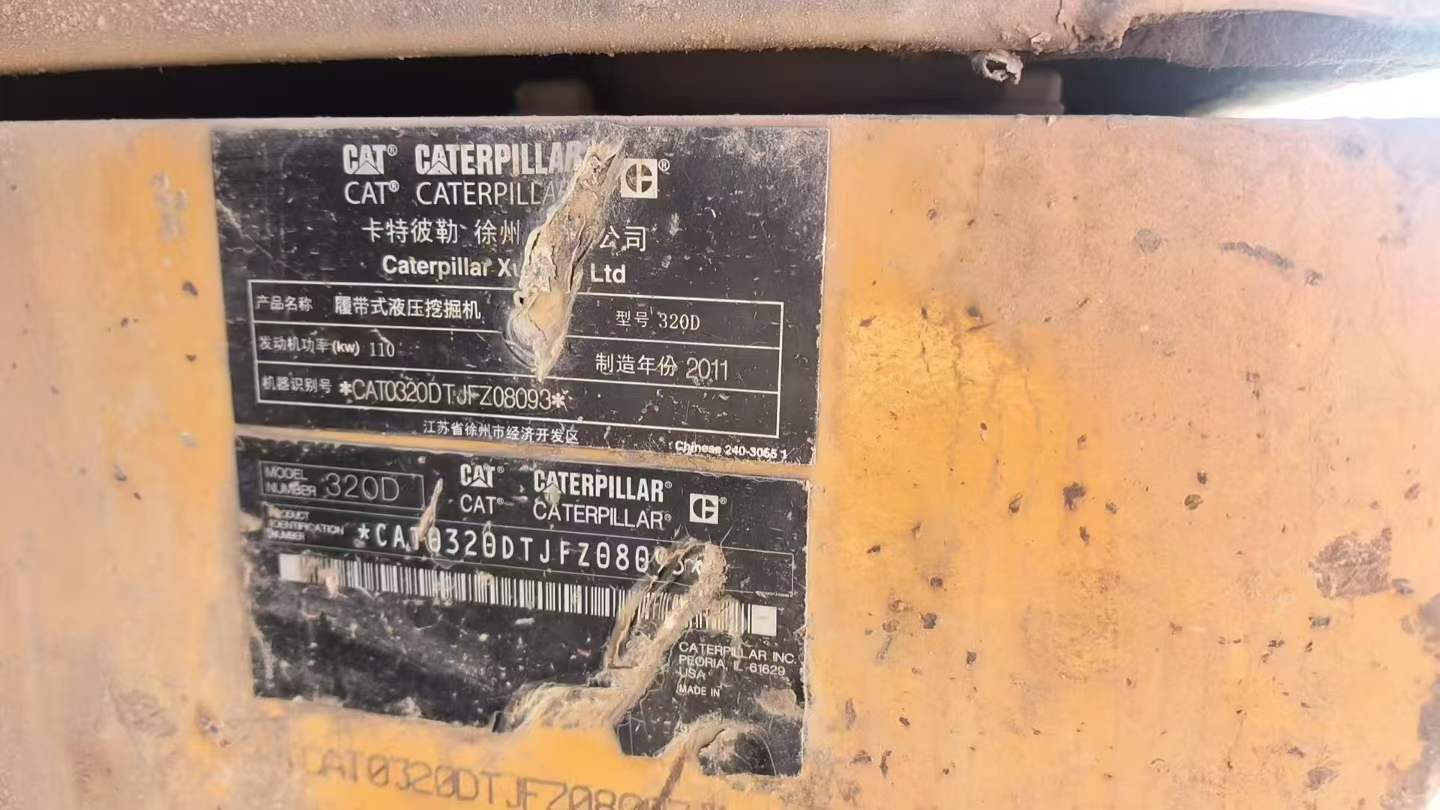 CAT® CATERPILLAR ®
CAT® CATERPILLA
卡特彼勒 徐州 公司
Caterpillar Xu Ltd
产品名称 履带式液压挖掘机 型号 320D
发动机功率(kw) 110 制造年份 2011
机器识别号 *CAT0320DTJFZ08093*
江苏省徐州市经济开发区
Chinese 240-3065 1
MODEL NUMBER 320D
CAT® CATERPILLAR® ®
CAT® CATERPILLAR®
PRODUCT IDENTIFICATION NUMBER *CAT0320DTJFZ08093*
CATERPILLAR INC.
PEORIA, IL 61629
USA
MADE IN
CAT0320DTJFZ08093